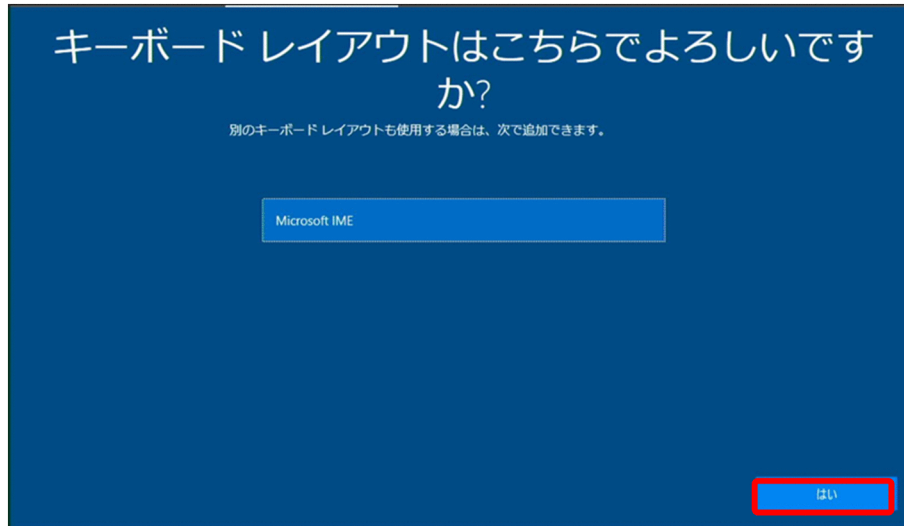 キーボード レイアウトはこちらでよろしいです
か?
別のキーボード レイアウトも使用する場合は、次で追加できます。
Microsoft IME
はい